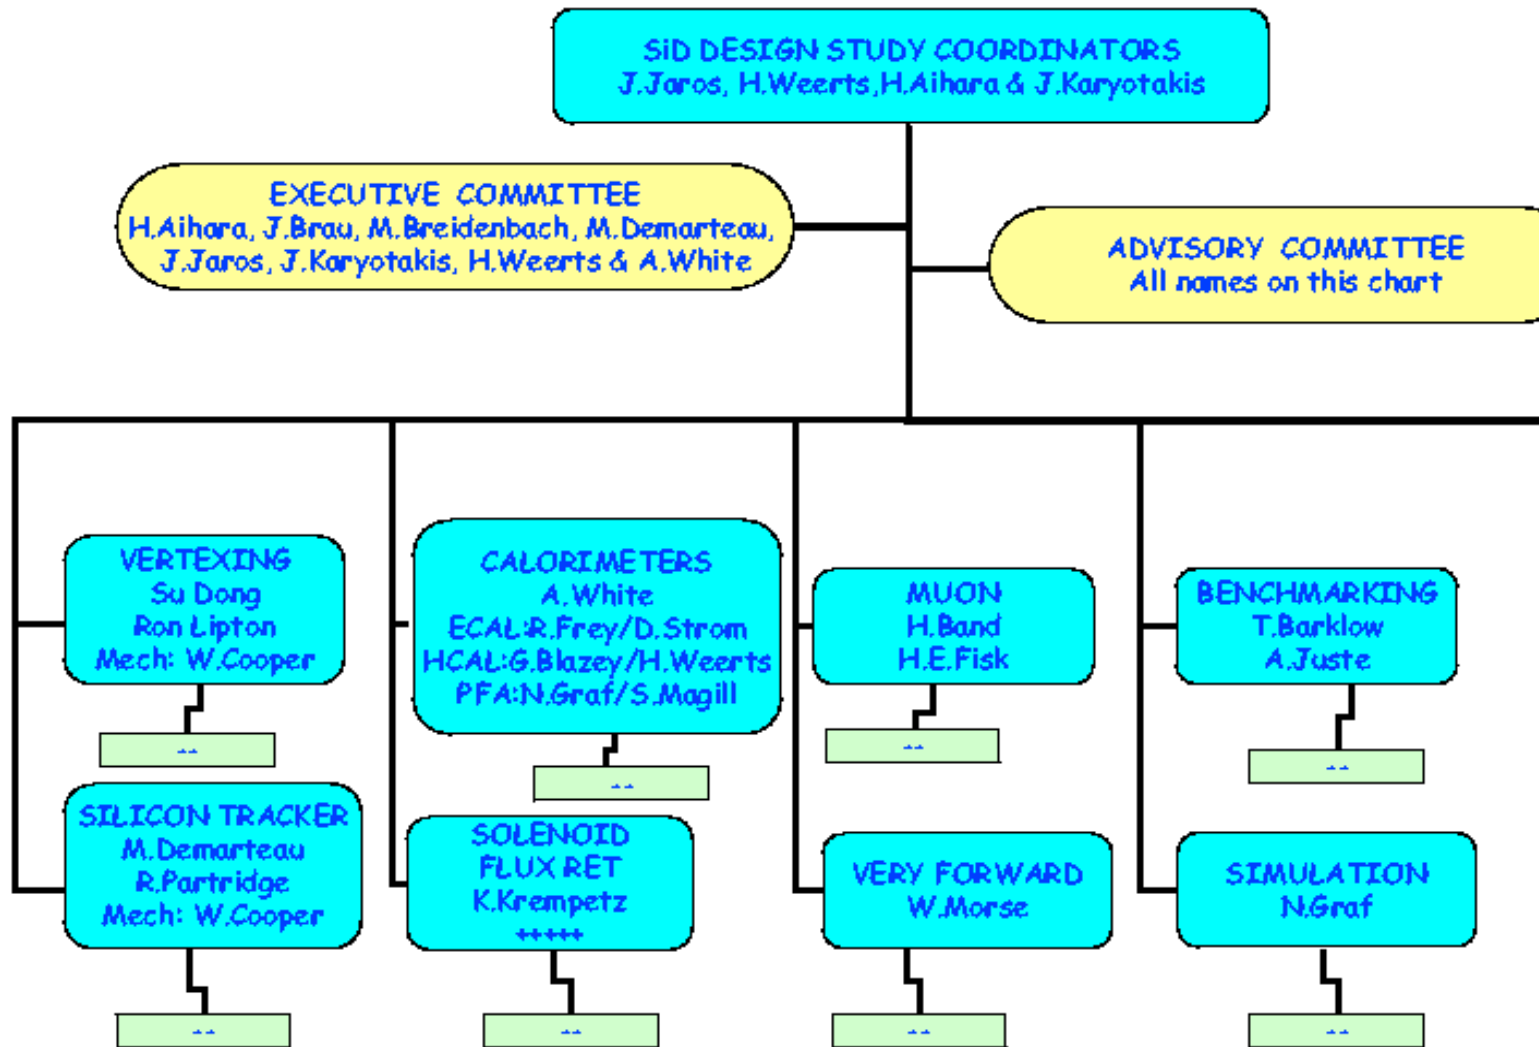 SiD DESIGN STUDY COORDINATORS
J.Jaros, H.Weerts,H.Aihara & J.Karyotakis
EXECUTIVE COMMITTEE
H.Aihara, J.Brau, M.Breidenbach, M.Demarteau,
J.Jaros, J.Karyotakis, H.Weerts & A.White
ADVISORY COMMITTEE
All names on this chart
VERTEXING
Su Dong
Ron Lipton
Mech: W.Cooper
++
CALORIMETERS
A.White
ECAL:R.Frey/D.Strom
HCAL:G.Blazey/H.Weerts
PFA:N.Graf/S.Magill
++
MUON
H.Band
H.E.Fisk
++
BENCHMARKING
T.Barklow
A.Juste
++
SILICON TRACKER
M.Demarteau
R.Partridge
Mech: W.Cooper
++
SOLENOID
FLUX RET
K.Krempetz
+++++
++
VERY FORWARD
W.Morse
++
SIMULATION
N.Graf
++